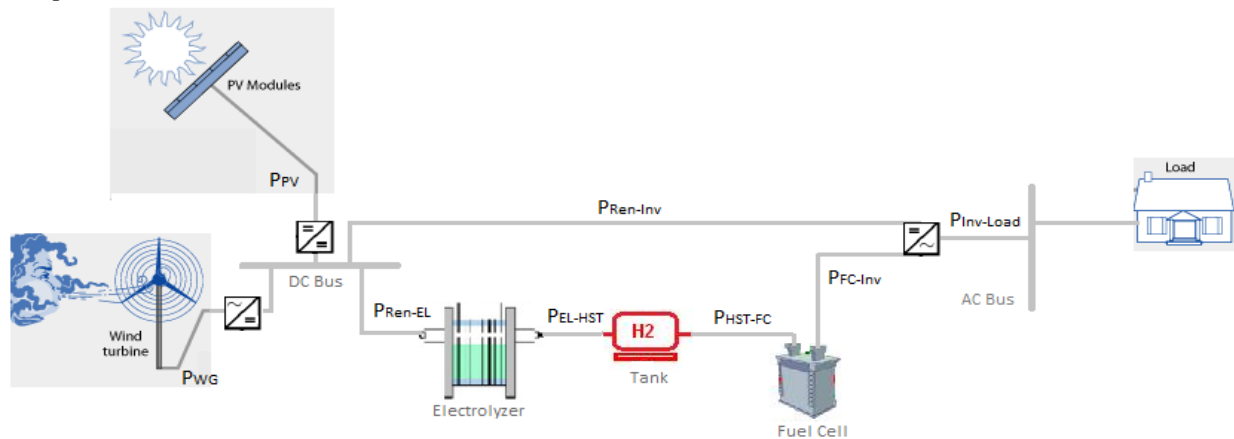 PV Modules
PPV
Load
PRen-Inv
PInv-Load
DC Bus
PFC-Inv
AC Bus
Wind
turbine
PRen-EL
PEL-HST
H2
PHST-FC
PWG
Tank
Electrolyzer
Fuel Cell